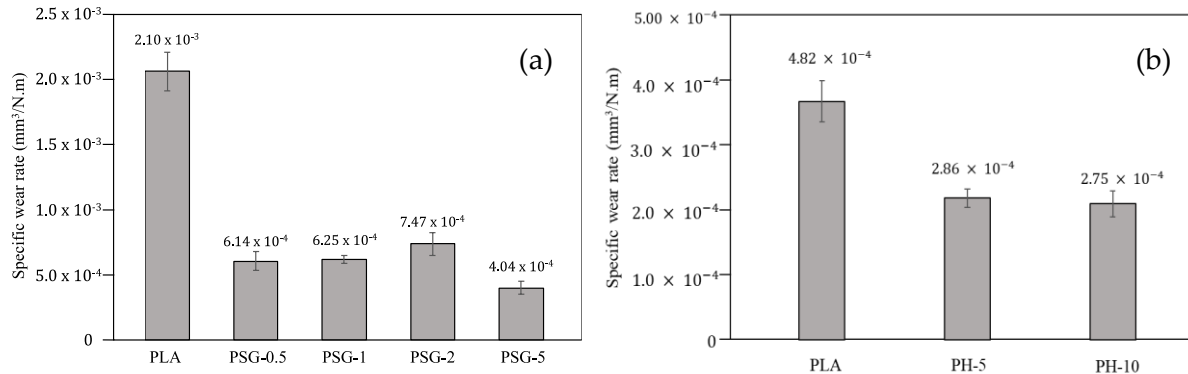 Specific wear rate (mm³/N.m)
2.5 x 10⁻³
2.0 x 10⁻³
1.5 x 10⁻³
1.0 x 10⁻³
5.0 x 10⁻⁴
0
2.10 x 10⁻³
6.14 x 10⁻⁴
6.25 x 10⁻⁴
7.47 x 10⁻⁴
4.04 x 10⁻⁴
(a)
PLA PSG-0.5 PSG-1 PSG-2 PSG-5
Specific wear rate (mm³/N.m)
5.00 × 10⁻⁴
4.0 × 10⁻⁴
3.0 × 10⁻⁴
2.0 × 10⁻⁴
1.0 × 10⁻⁴
0
4.82 × 10⁻⁴
2.86 × 10⁻⁴
2.75 × 10⁻⁴
(b)
PLA PH-5 PH-10